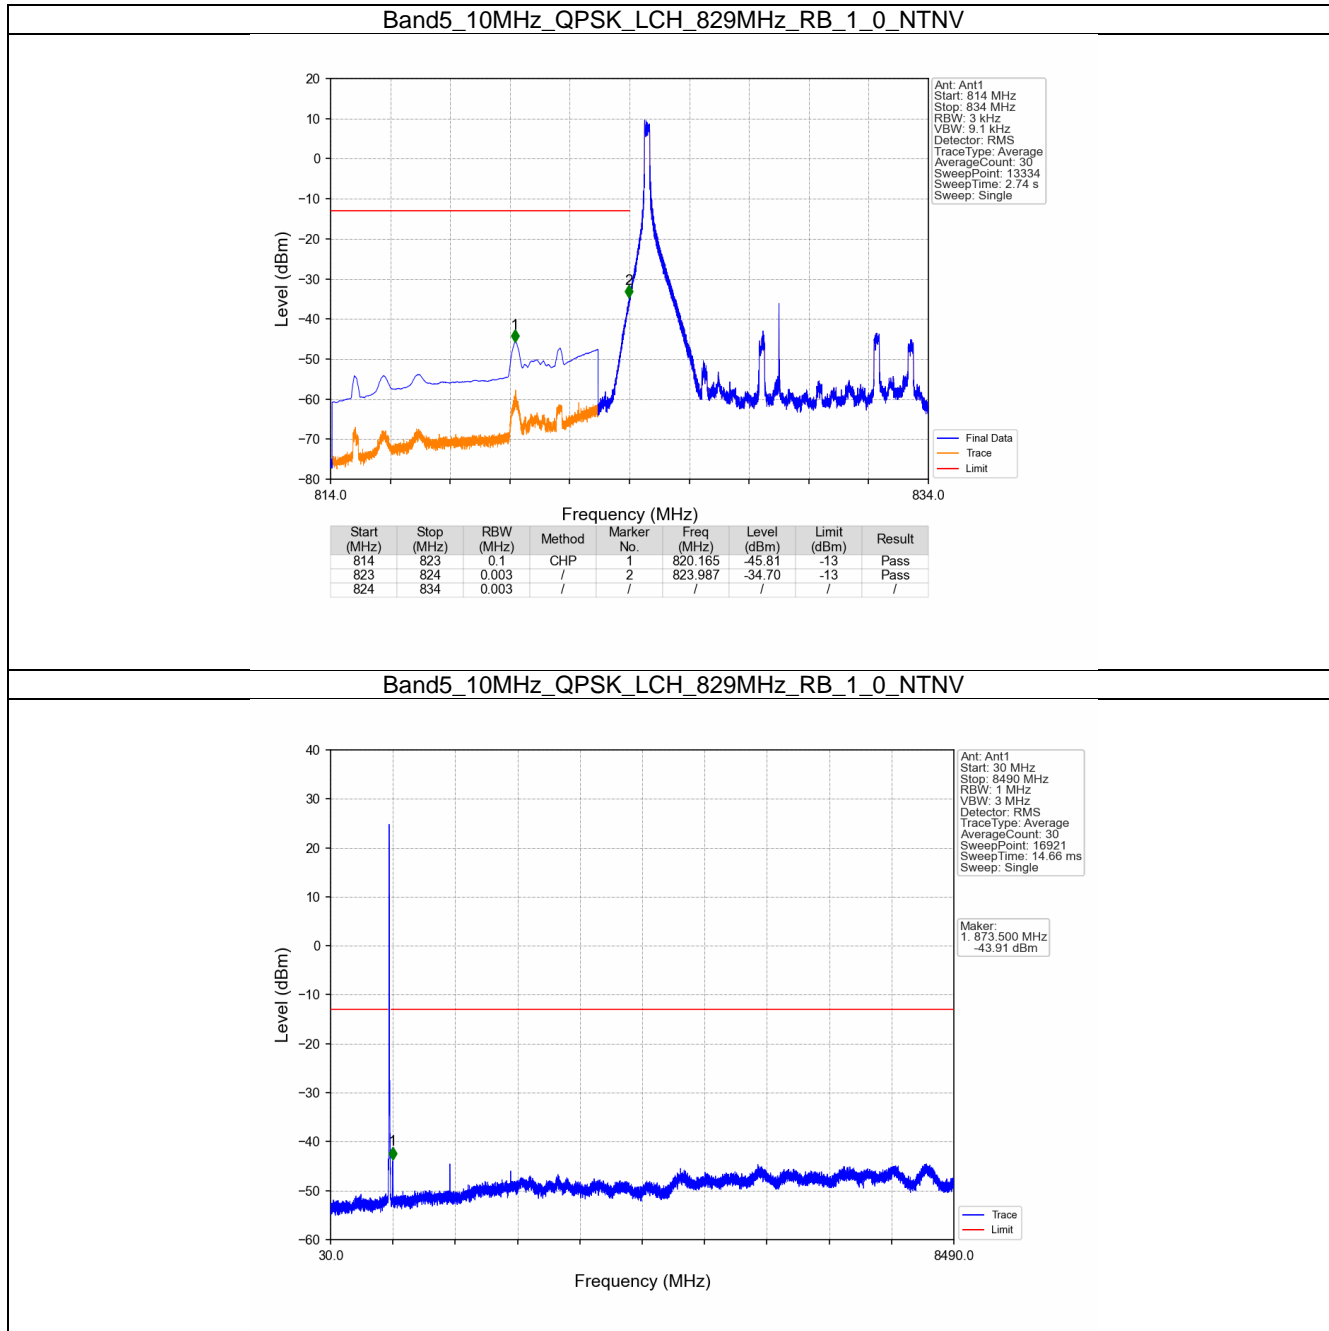 Band5_10MHz_QPSK_LCH_829MHz_RB_1_0_NTNV
20
10
0
−10
−20
−30
−40
−50
−60
−70
−80
Level (dBm)
1
2
814.0
834.0
Frequency (MHz)
Ant: Ant1
Start: 814 MHz
Stop: 834 MHz
RBW: 3 kHz
VBW: 9.1 kHz
Detector: RMS
TraceType: Average
AverageCount: 30
SweepPoint: 13334
SweepTime: 2.74 s
Sweep: Single
Final Data
Trace
Limit
Start (MHz) Stop (MHz) RBW (MHz) Method Marker No. Freq (MHz) Level (dBm) Limit (dBm) Result
814 823 0.1 CHP 1 820.165 -45.81 -13 Pass
823 824 0.003 / 2 823.987 -34.70 -13 Pass
824 834 0.003 / / / / / /
Band5_10MHz_QPSK_LCH_829MHz_RB_1_0_NTNV
40
30
20
10
0
−10
−20
−30
−40
−50
−60
Level (dBm)
1
30.0
8490.0
Frequency (MHz)
Ant: Ant1
Start: 30 MHz
Stop: 8490 MHz
RBW: 1 MHz
VBW: 3 MHz
Detector: RMS
TraceType: Average
AverageCount: 30
SweepPoint: 16921
SweepTime: 14.66 ms
Sweep: Single
Maker:
1. 873.500 MHz
-43.91 dBm
Trace
Limit